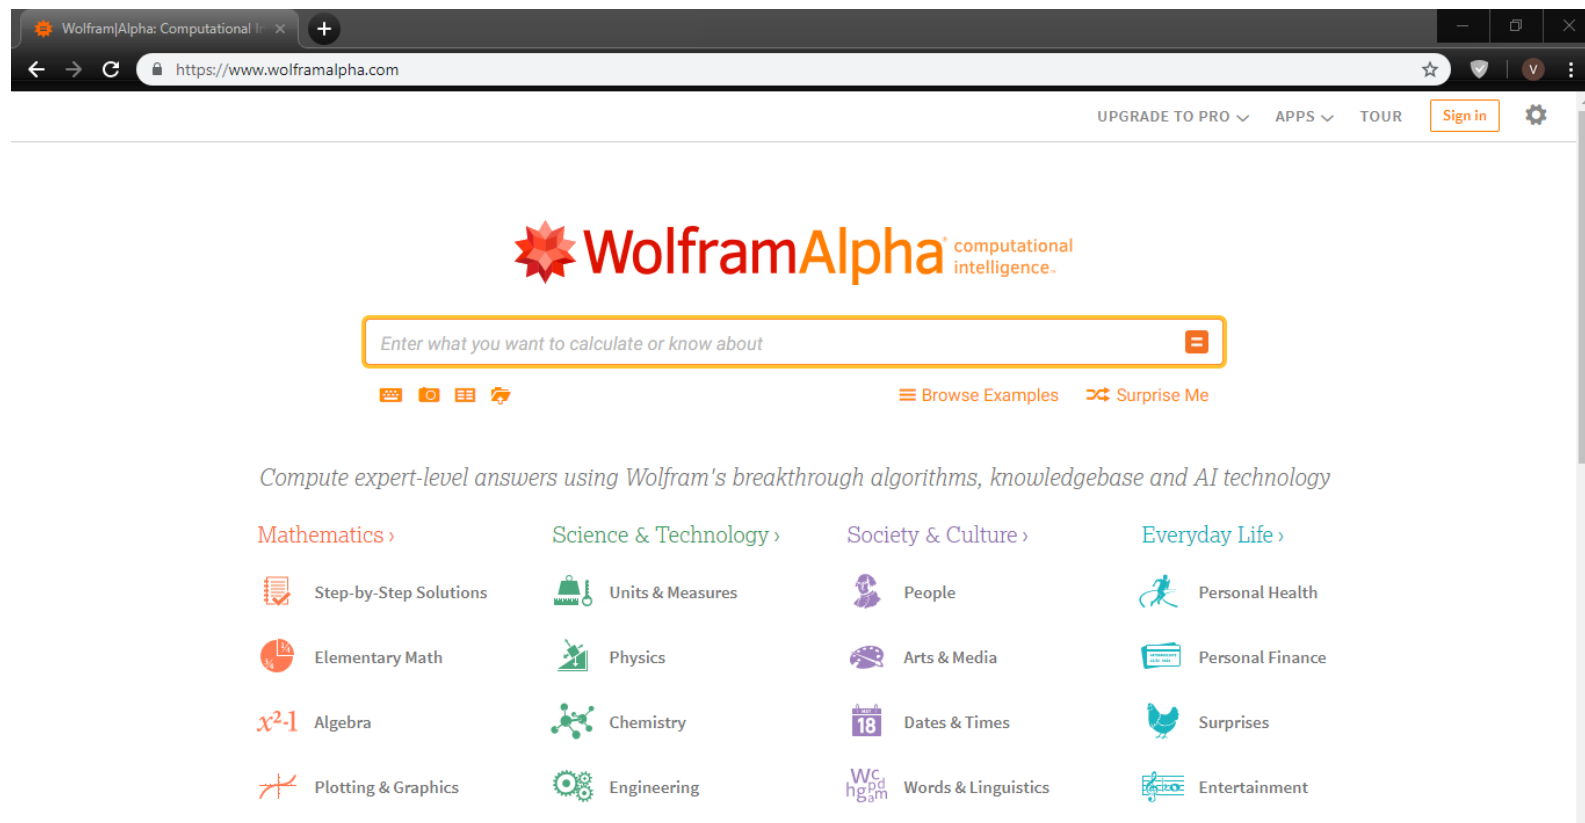 Wolfram|Alpha: Computational In
https://www.wolframalpha.com
V
UPGRADE TO PRO APPS TOUR Sign in
WolframAlpha computational intelligence.
Enter what you want to calculate or know about
Browse Examples Surprise Me
Compute expert-level answers using Wolfram's breakthrough algorithms, knowledgebase and AI technology
Mathematics › Science & Technology › Society & Culture › Everyday Life ›
Step-by-Step Solutions Units & Measures People Personal Health
Elementary Math Physics Arts & Media Personal Finance
x²-1 Algebra Chemistry 18 Dates & Times Surprises
Plotting & Graphics Engineering Words & Linguistics Entertainment